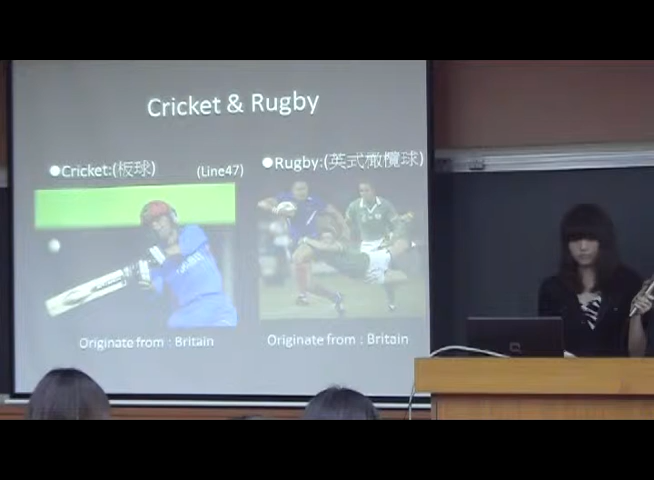 Cricket & Rugby
●Cricket:(板球)
(Line47)
●Rugby:(英式橄欖球)
Originate from : Britain
Originate from : Britain